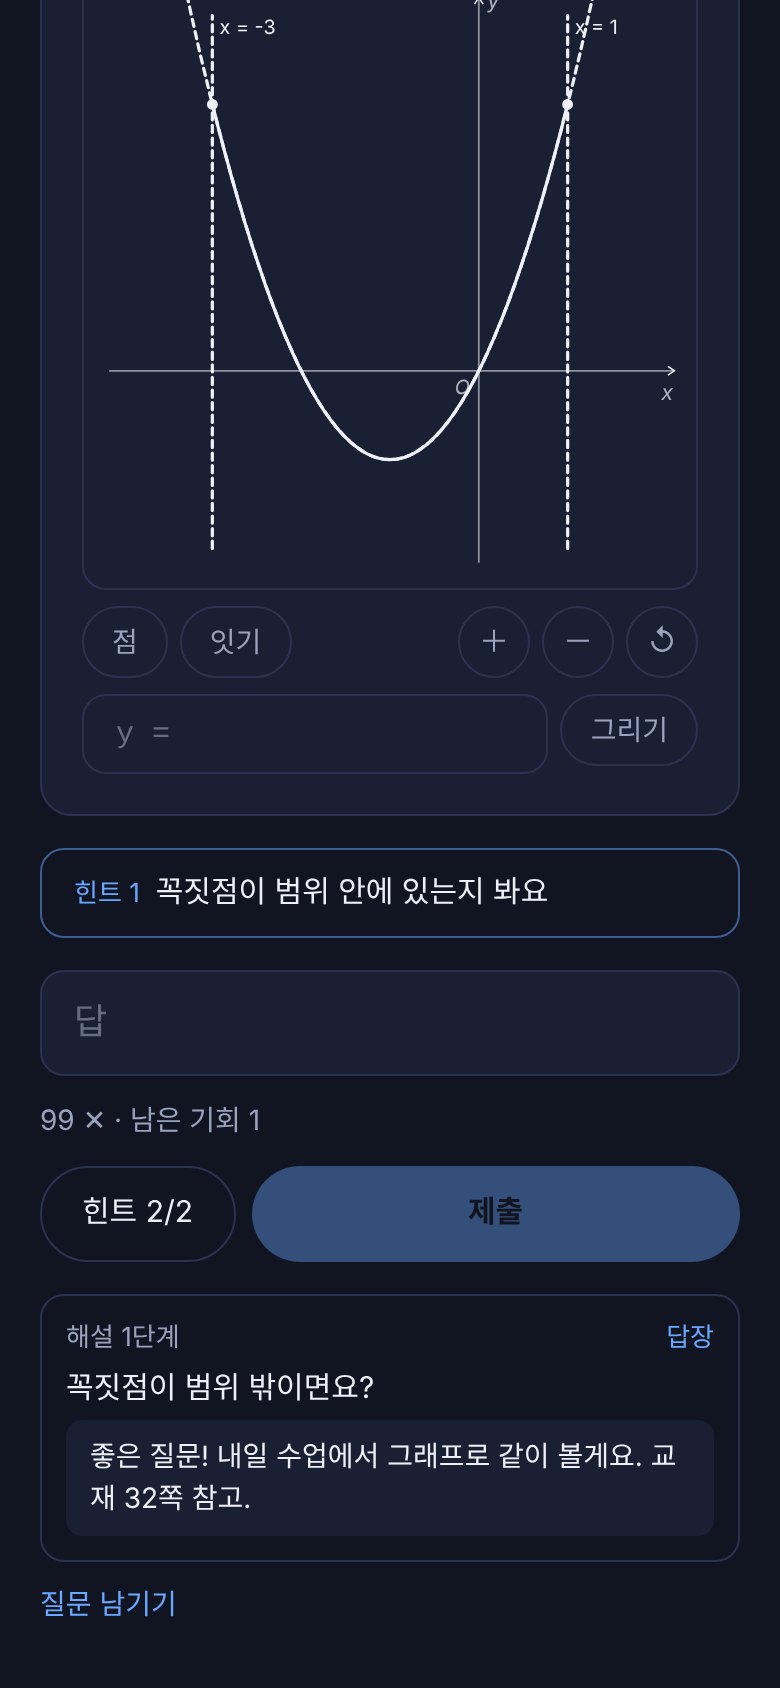 y
x = -3
x = 1
O
x
점
잇기
+
−
그리기
y =
힌트 1 꼭짓점이 범위 안에 있는지 봐요
답
99 ✕ · 남은 기회 1
힌트 2/2
제출
해설 1단계
답장
꼭짓점이 범위 밖이면요?
좋은 질문! 내일 수업에서 그래프로 같이 볼게요. 교
재 32쪽 참고.
질문 남기기